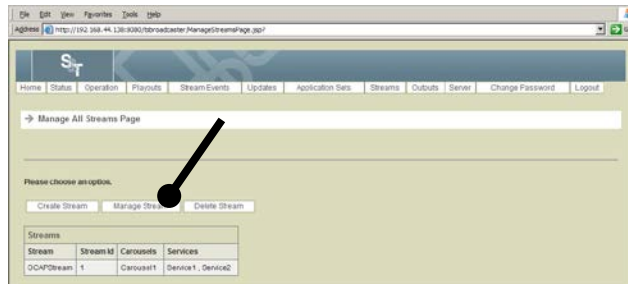 File Edit View Favorites Tools Help
Address http://192.168.44.138:8080/tbbroadcaster/ManageStreamsPage.jsp?
S&T
Home Status Operation Playouts Stream Events Updates Application Sets Streams Outputs Server Change Password Logout
→ Manage All Streams Page
Please choose an option.
Create Stream Manage Strea Delete Stream
Streams
Stream Stream Id Carousels Services
OCAPStream 1 Carousel1 Service1 , Service2